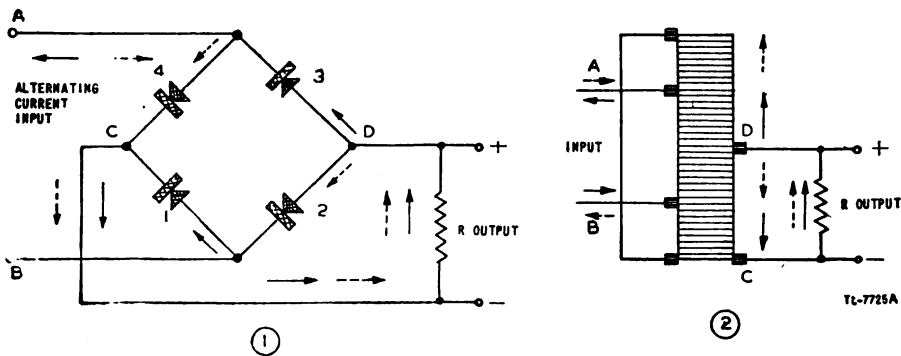 A
ALTERNATING
CURRENT
INPUT
4
3
C
D
1
2
+
R OUTPUT
B
-
1
A
INPUT
B
D
+
R OUTPUT
-
C
2
TL-7725A